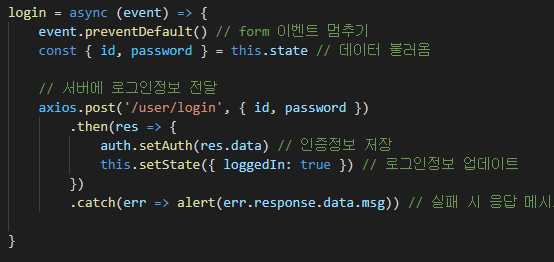 login = async (event) => {
event.preventDefault() // form 이벤트 멈추기
const { id, password } = this.state // 데이터 불러옴
// 서버에 로그인정보 전달
axios.post('/user/login', { id, password })
.then(res => {
auth.setAuth(res.data) // 인증정보 저장
this.setState({ loggedIn: true }) // 로그인정보 업데이트
})
.catch(err => alert(err.response.data.msg)) // 실패 시 응답 메시
}